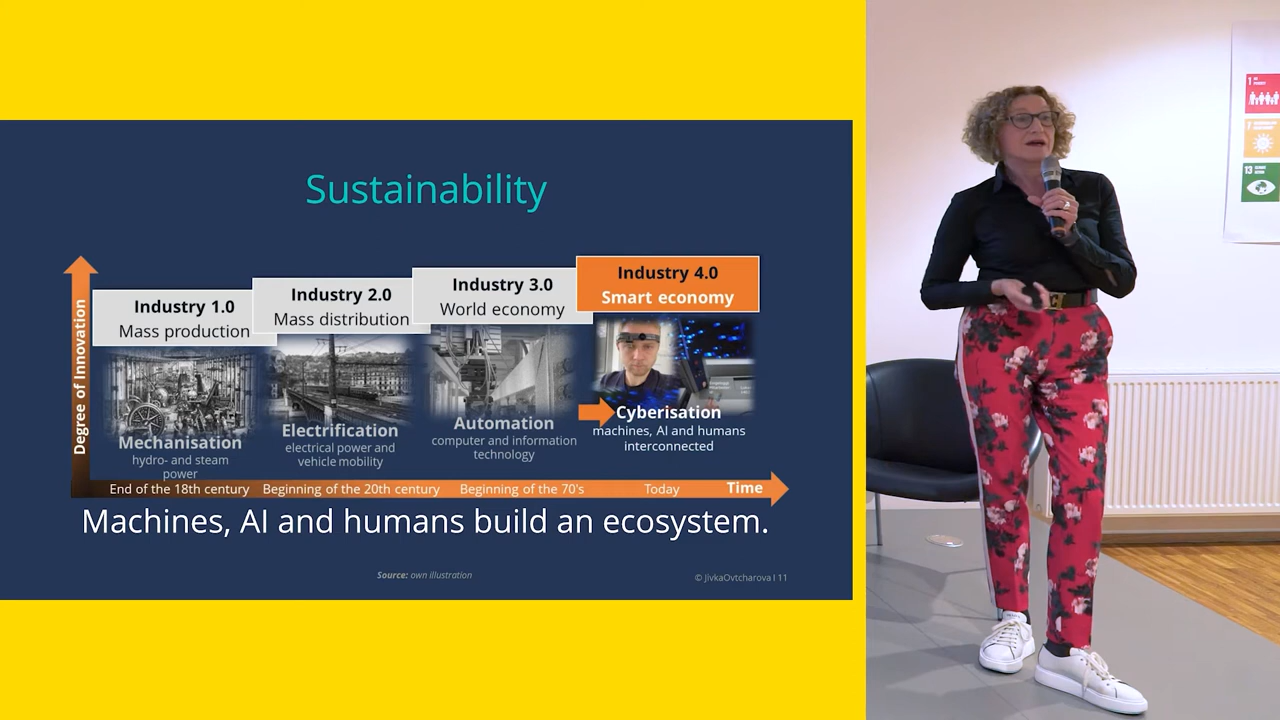 Sustainability
Degree of Innovation
Industry 1.0
Mass production
Industry 2.0
Mass distribution
Industry 3.0
World economy
Industry 4.0
Smart economy
Mechanisation
hydro- and steam
power
Electrification
electrical power and
vehicle mobility
Automation
computer and information
technology
Cyberisation
machines, AI and humans
interconnected
End of the 18th century
Beginning of the 20th century
Beginning of the 70's
Today
Time
Machines, AI and humans build an ecosystem.
Source: own illustration
© JivkaOvtcharova I 11
1
7
13